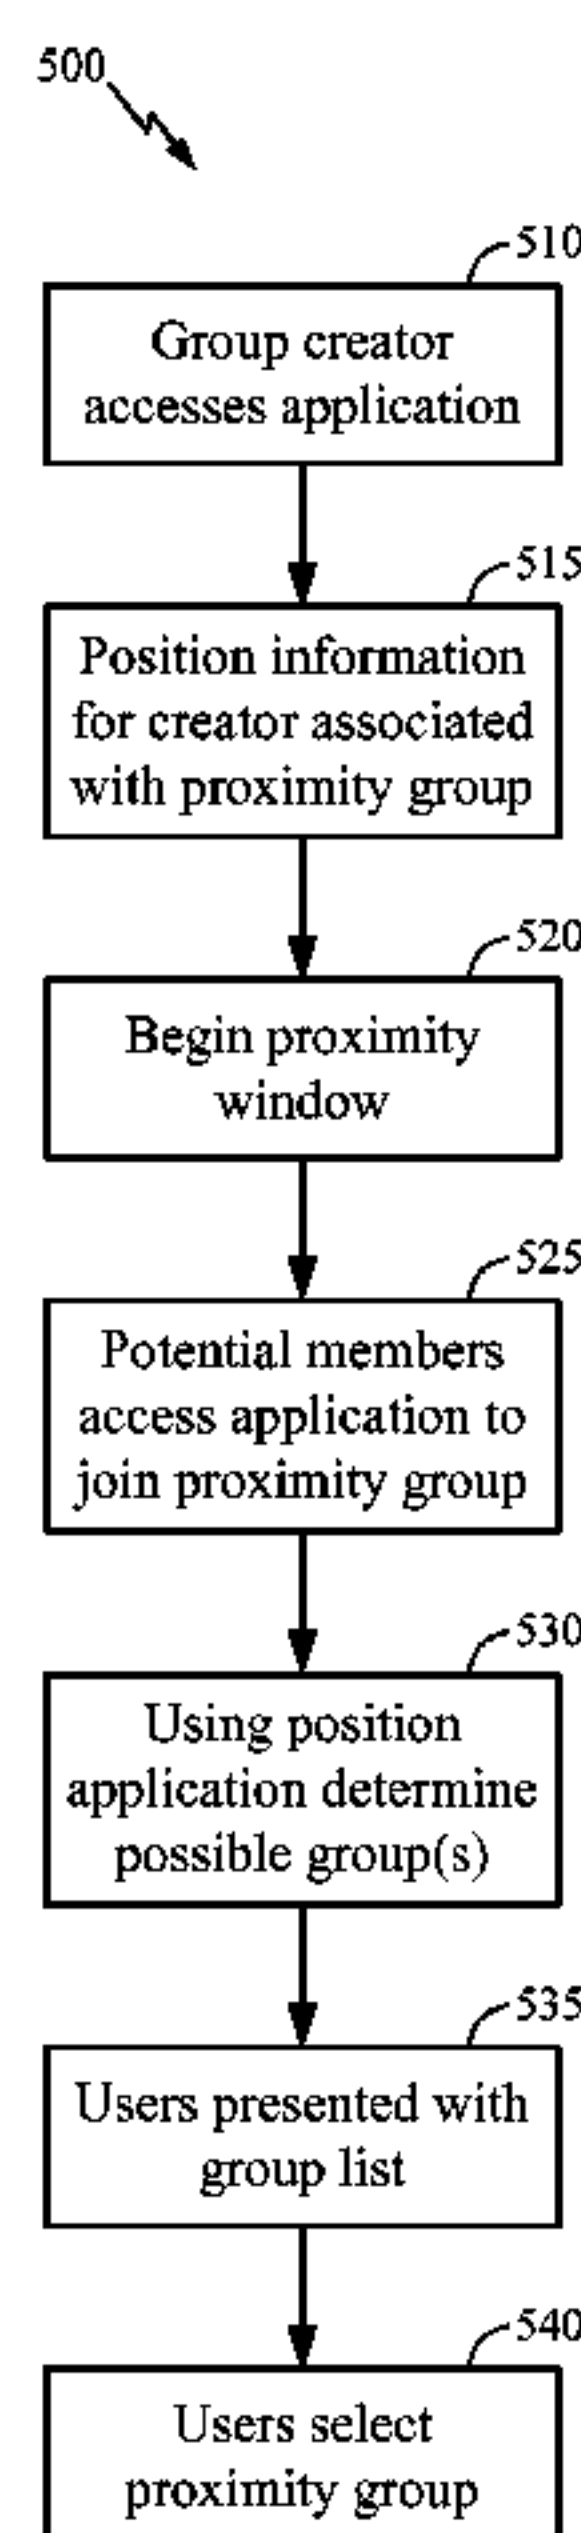 500
510
Group creator
accesses application
515
Position information
for creator associated
with proximity group
520
Begin proximity
window
525
Potential members
access application to
join proximity group
530
Using position
application determine
possible group(s)
535
Users presented with
group list
540
Users select
proximity group